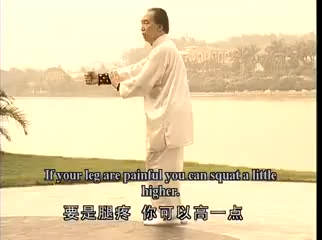 If your leg are painful you can squat a little
higher.
要是腿疼 你可以高一点